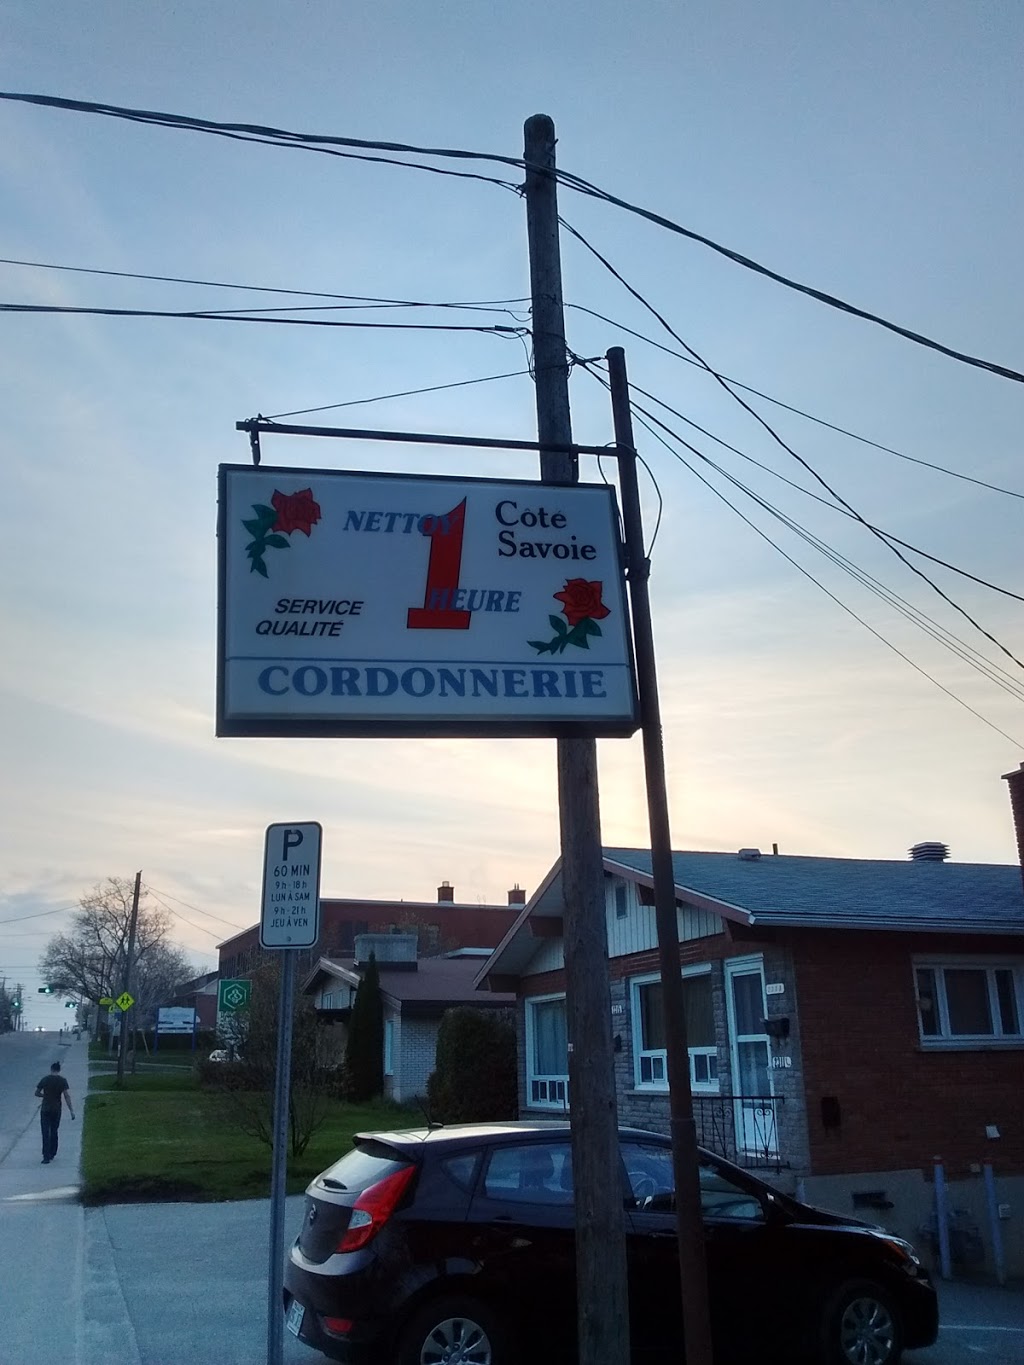 NETTOY
1
HEURE
Côté
Savoie
SERVICE
QUALITÉ
CORDONNERIE
P
60 MIN
9h-18h
LUN À SAM
9h-21h
JEU À VEN